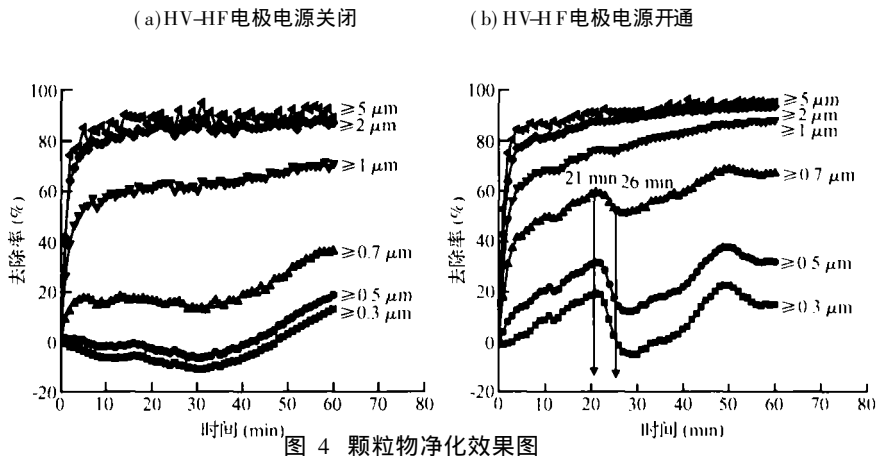 (a)HV-HF电极电源关闭
(b)HV-HF电极电源开通
100
80
60
40
20
0
-20
去除率(%)
≥5 μm
≥2 μm
≥1 μm
≥0.7 μm
≥0.5 μm
≥0.3 μm
0 10 20 30 40 50 60 70 80
时间(min)
100
80
60
40
20
0
-20
去除率(%)
≥5 μm
≥2 μm
≥1 μm
21 min 26 min
≥0.7 μm
≥0.5 μm
≥0.3 μm
0 10 20 30 40 50 60 70 80
时间(min)
图 4 颗粒物净化效果图